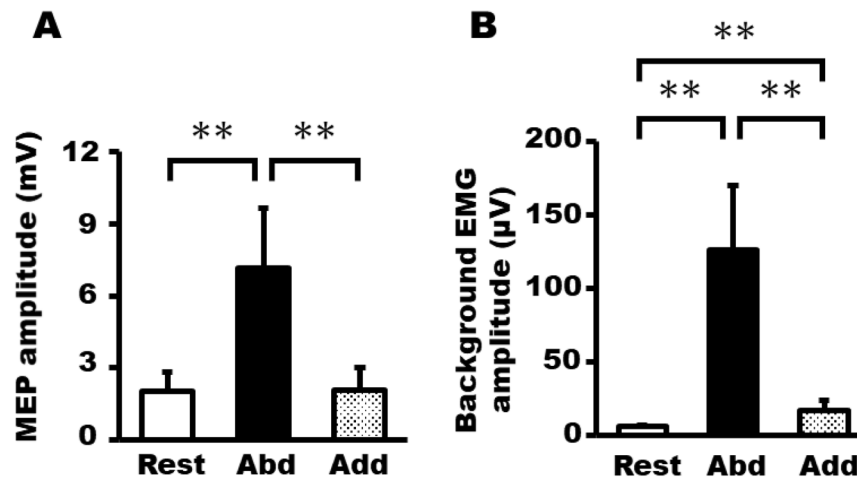 A
MEP amplitude (mV)
12
9
6
3
0
** **
Rest Abd Add
B
Background EMG
amplitude (μV)
200
150
100
50
0
**
** **
Rest Abd Add